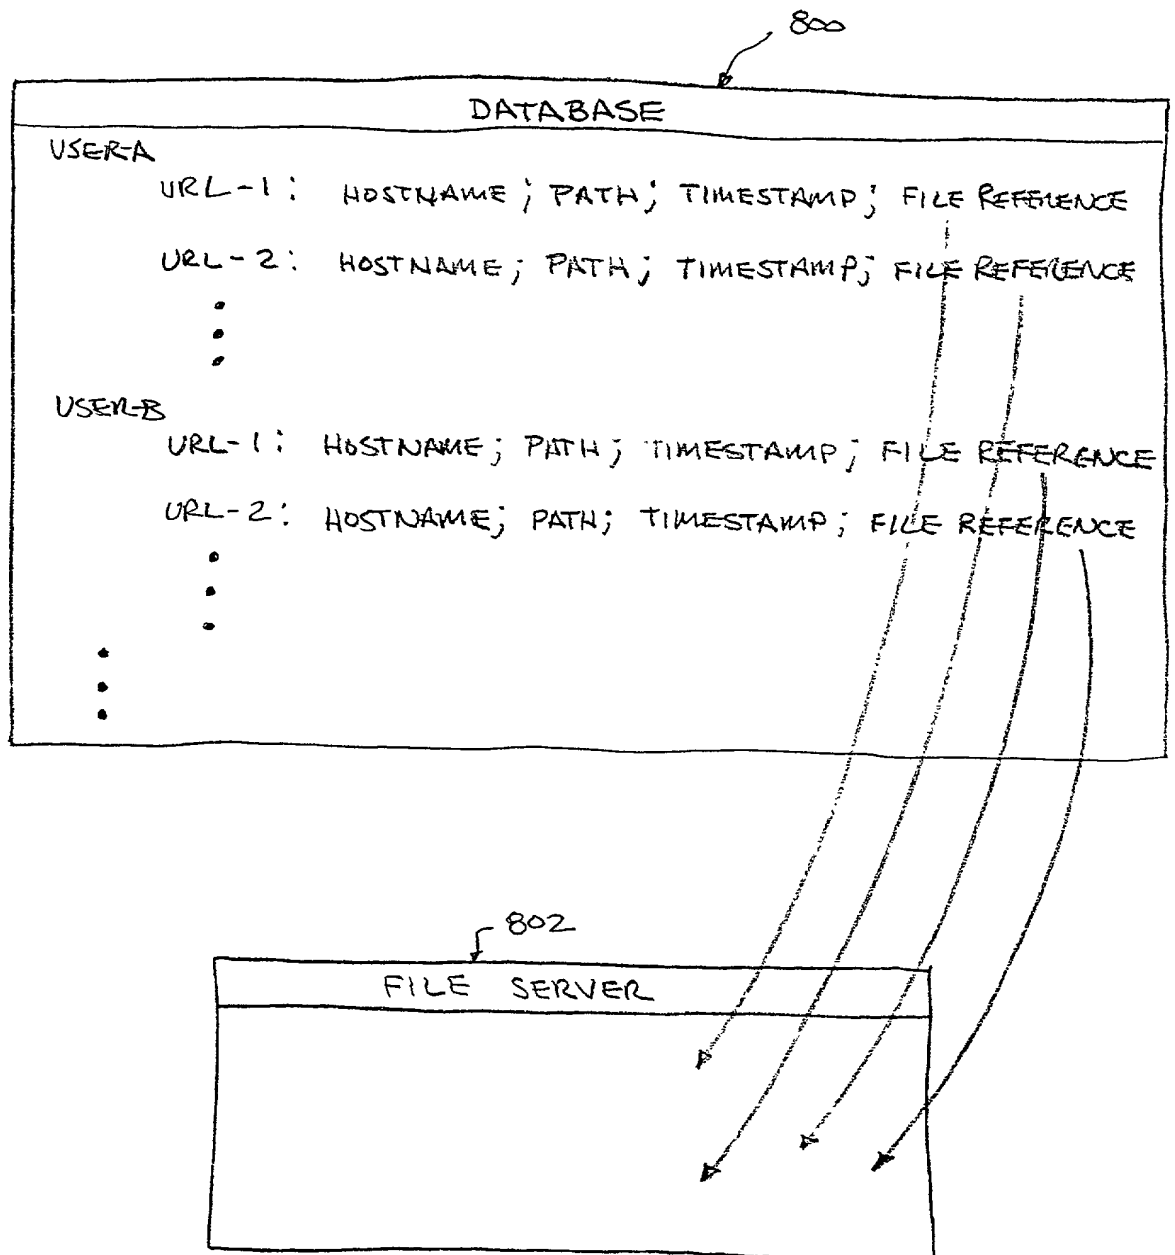 800
DATABASE
USER-A
URL-1: HOSTNAME; PATH; TIMESTAMP; FILE REFERENCE
URL-2: HOSTNAME; PATH; TIMESTAMP; FILE REFERENCE
USER-B
URL-1: HOSTNAME; PATH; TIMESTAMP; FILE REFERENCE
URL-2: HOSTNAME; PATH; TIMESTAMP; FILE REFERENCE
802
FILE SERVER